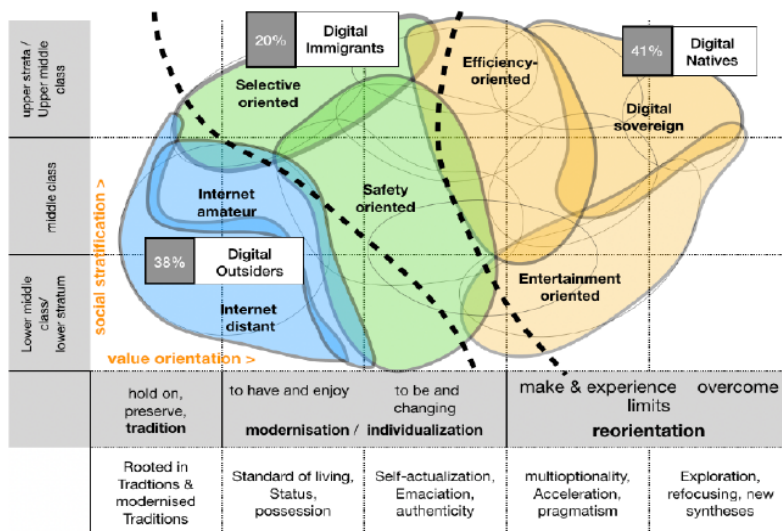 upper strata /
Upper middle
class
middle class
Lower middle
class/
lower stratum
social stratification >
value orientation >
20%
Digital
Immigrants
41%
Digital
Natives
38%
Digital
Outsiders
Selective
oriented
Efficiency-
oriented
Digital
sovereign
Internet
amateur
Safety
oriented
Internet
distant
Entertainment
oriented
hold on,
preserve,
tradition
to have and enjoy
to be and
changing
modernisation / individualization
make & experience overcome
limits
reorientation
Rooted in
Tradtions &
modernised
Traditions
Standard of living,
Status,
possession
Self-actualization,
Emaciation,
authenticity
multioptionality,
Acceleration,
pragmatism
Exploration,
refocusing, new
syntheses